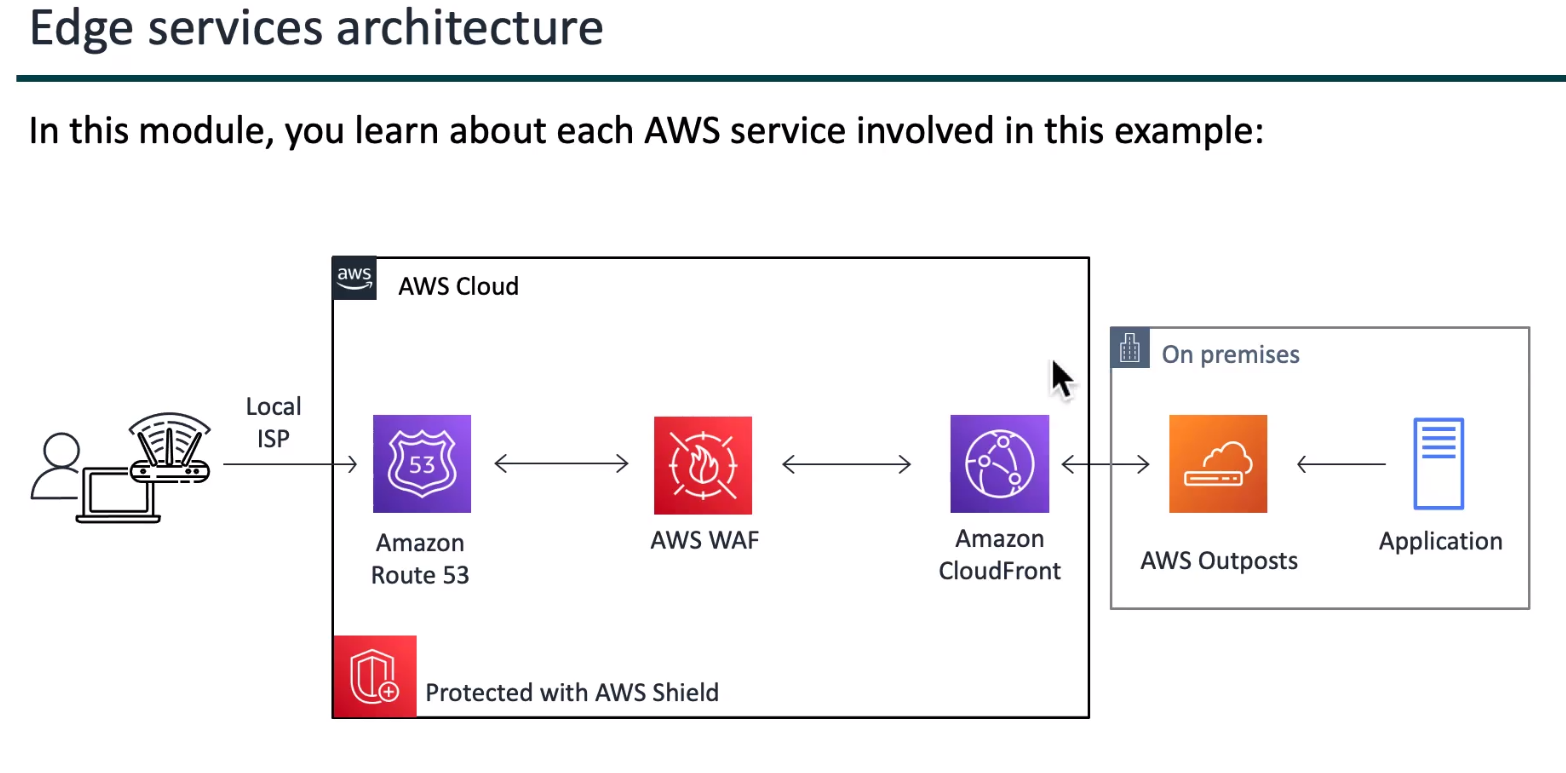 Edge services architecture
In this module, you learn about each AWS service involved in this example:
aws
AWS Cloud
On premises
Local
ISP
53
Amazon
Route 53
AWS WAF
Amazon
CloudFront
AWS Outposts
Application
Protected with AWS Shield